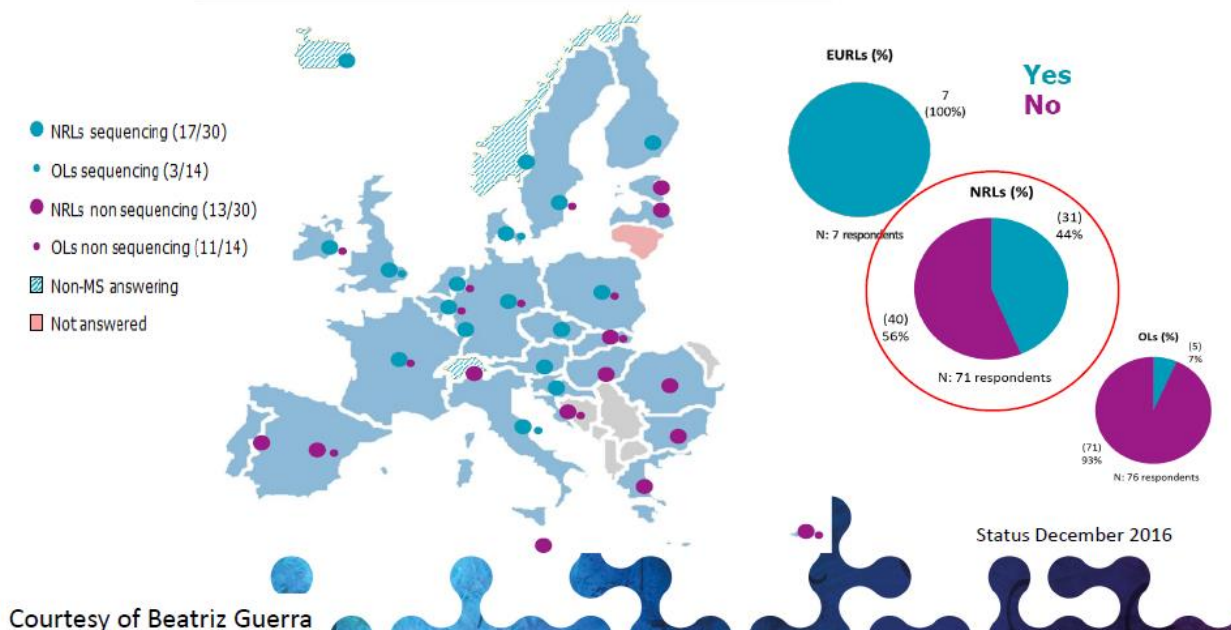 NRLs sequencing (17/30)
OLs sequencing (3/14)
NRLs non sequencing (13/30)
OLs non sequencing (11/14)
Non-MS answering
Not answered
EURLs (%)
7
(100%)
N: 7 respondents
Yes
No
NRLs (%)
(31)
44%
(40)
56%
N: 71 respondents
OLs (%)
(5)
7%
(71)
93%
N: 76 respondents
Status December 2016
Courtesy of Beatriz Guerra